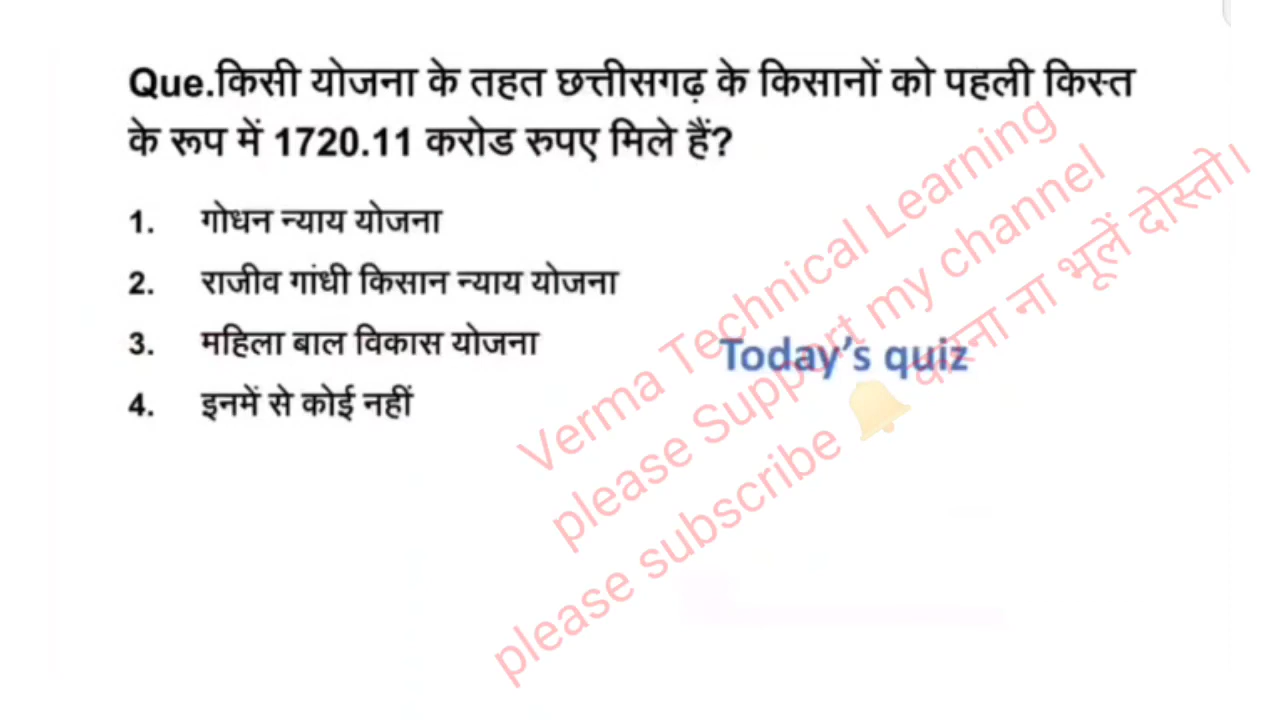 Que.किसी योजना के तहत छत्तीसगढ़ के किसानों को पहली किस्त
के रूप में 1720.11 करोड रुपए मिले हैं?
1. गोधन न्याय योजना
2. राजीव गांधी किसान न्याय योजना
3. महिला बाल विकास योजना
4. इनमें से कोई नहीं
Today's quiz
Verma Technical Learning
please Support my channel
please subscribe 🔔 करना ना भूलें दोस्तो।